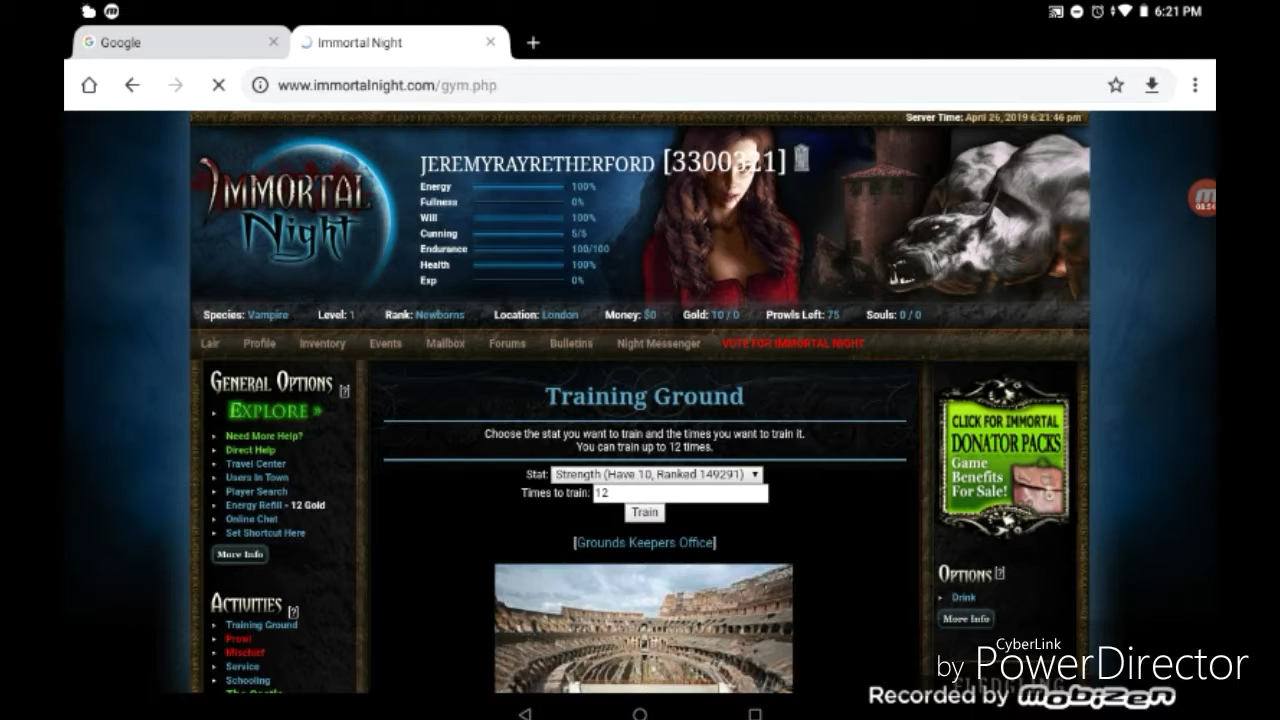 6:21 PM
Google
Immortal Night
www.immortalnight.com/gym.php
Server Time: April 26, 2019 6:21:46 pm
IMMORTAL
Night
JEREMYRAYRETHERFORD [3300321]
Energy 100%
Fullness 0%
Will 100%
Cunning 5/5
Endurance 100/100
Health 100%
Exp 0%
Species: Vampire Level: 1 Rank: Newborns Location: London Money: $0 Gold: 10 / 0 Prowls Left: 75 Souls: 0 / 0
Lair Profile Inventory Events Mailbox Forums Bulletins Night Messenger VOTE FOR IMMORTAL NIGHT
GENERAL OPTIONS [?]
EXPLORE »
Need More Help?
Direct Help
Travel Center
Users In Town
Player Search
Energy Refill - 12 Gold
Online Chat
Set Shortcut Here
More Info
ACTIVITIES [?]
Training Ground
Prowl
Mischief
Service
Schooling
The Castle
Training Ground
Choose the stat you want to train and the times you want to train it.
You can train up to 12 times.
Stat: Strength (Have 10, Ranked 149291)
Times to train: 12
Train
[Grounds Keepers Office]
CLICK FOR IMMORTAL
DONATOR PACKS
Game
Benefits
For Sale!
OPTIONS [?]
Drink
More Info
CyberLink
by PowerDirector
Recorded by mobizen